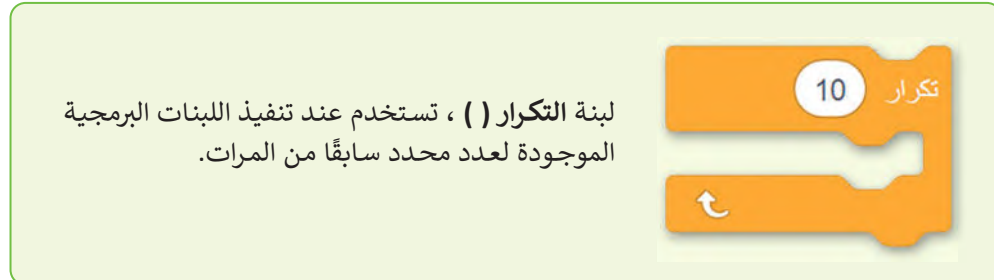 تكرار 10
لبنة التكرار ( ) ، تستخدم عند تنفيذ اللبنات البرمجية
الموجودة لعدد محدد سابقًا من المرات.